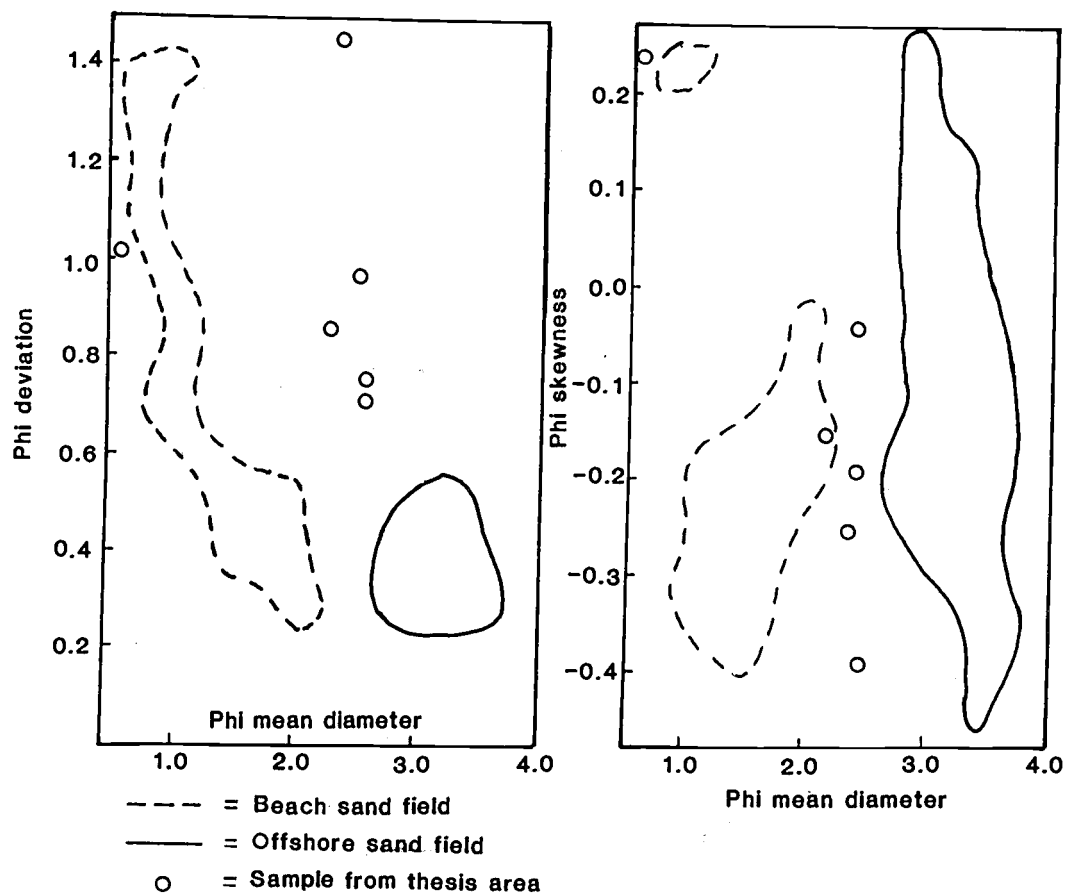 Phi deviation
1.4
1.2
1.0
0.8
0.6
0.4
0.2
Phi mean diameter
1.0 2.0 3.0 4.0
Phi skewness
0.2
0.1
0.0
-0.1
-0.2
-0.3
-0.4
1.0 2.0 3.0 4.0
Phi mean diameter
= Beach sand field
= Offshore sand field
= Sample from thesis area